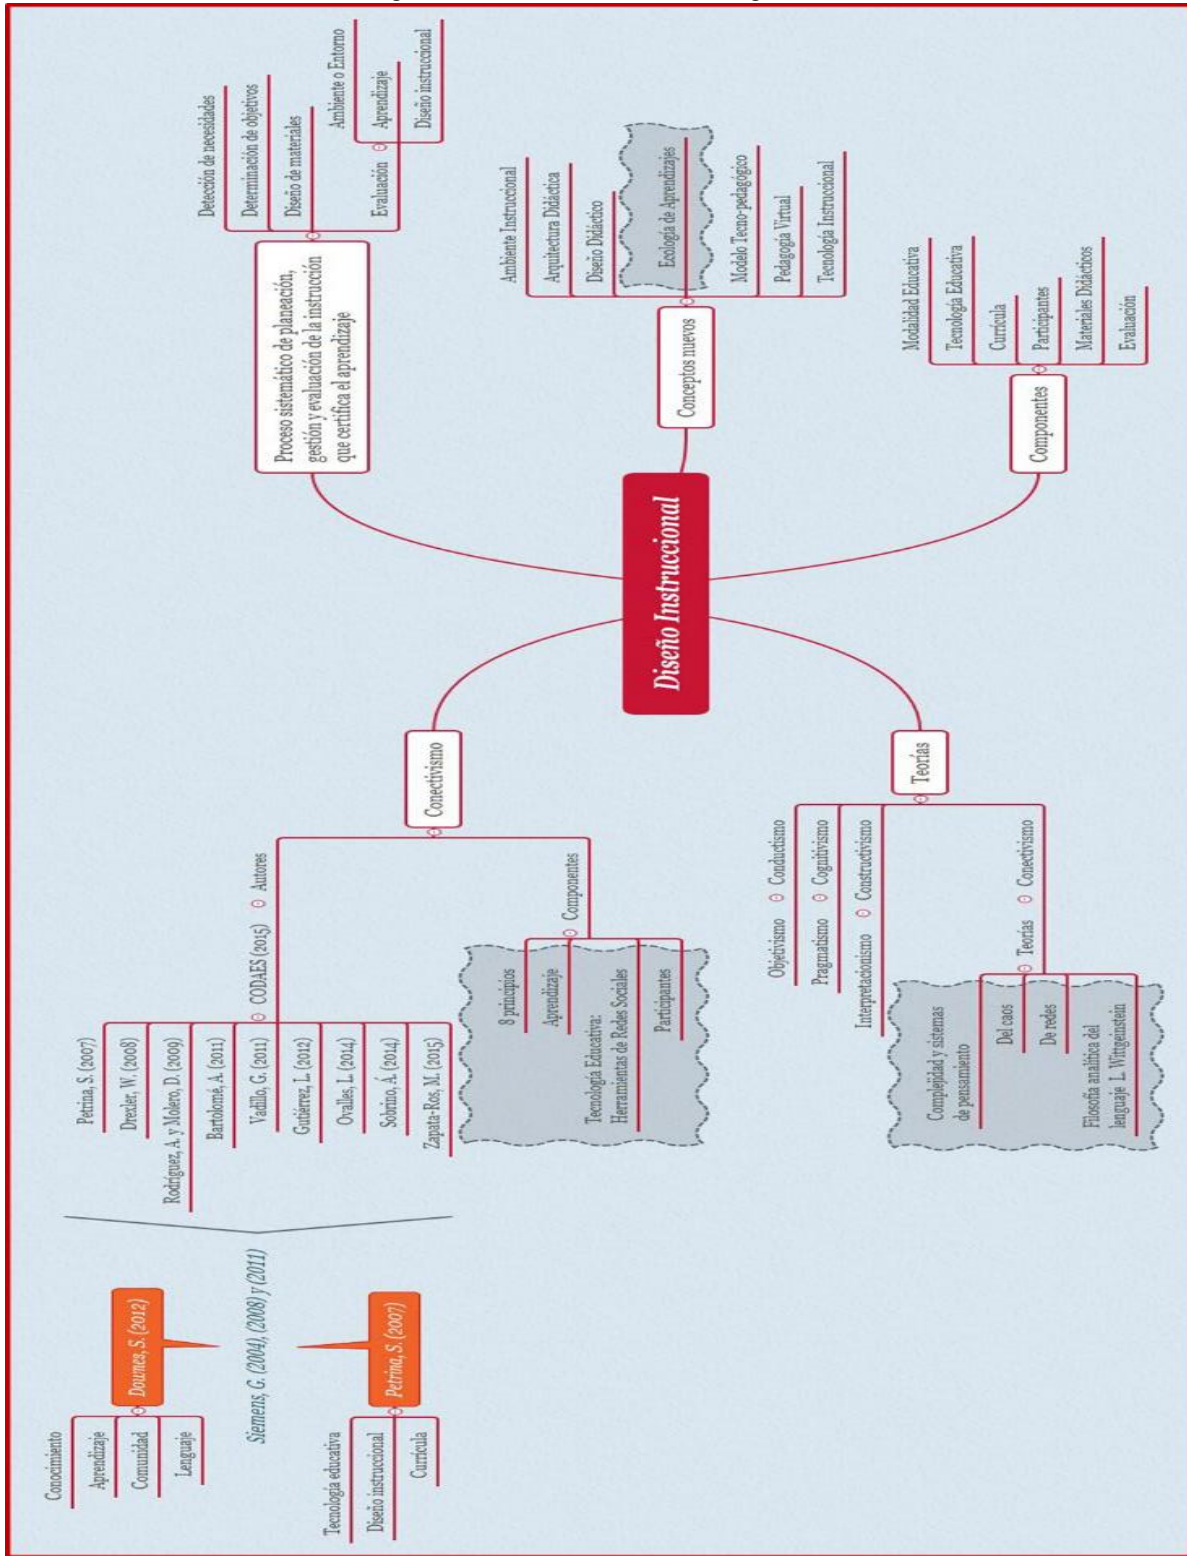 Diseño Instruccional
Proceso sistemático de planeación,
gestión y evaluación de la instrucción
que certifica el aprendizaje
Detección de necesidades
Determinación de objetivos
Diseño de materiales
Evaluación
Ambiente o Entorno
Aprendizaje
Diseño instruccional
Conceptos nuevos
Ambiente Instruccional
Arquitectura Didáctica
Diseño Didáctico
Ecología de Aprendizajes
Modelo Tecno-pedagógico
Pedagogía Virtual
Tecnología Instruccional
Componentes
Modalidad Educativa
Tecnología Educativa
Currícula
Participantes
Materiales Didácticos
Evaluación
Conectivismo
Autores
CODAES (2015)
Petrina, S. (2007)
Drexler, W. (2008)
Rodríguez, A. y Molero, D. (2009)
Bartolomé, A. (2011)
Vadillo, G. (2011)
Gutiérrez, L. (2012)
Ovalles, L. (2014)
Sobrino, Á. (2014)
Zapata-Ros, M. (2015)
Siemens, G. (2004), (2008) y (2011)
Downes, S. (2012)
Conocimiento
Aprendizaje
Comunidad
Lenguaje
Petrina, S. (2007)
Tecnología educativa
Diseño instruccional
Currícula
Componentes
8 principios
Aprendizaje
Tecnología Educativa:
Herramientas de Redes Sociales
Participantes
Teorías
Objetivismo
Conductismo
Pragmatismo
Cognitivismo
Interpretacionismo
Constructivismo
Conectivismo
Teorías
Complejidad y sistemas
de pensamiento
Del caos
De redes
Filosofía analítica del
lenguaje L. Wittgeinstein